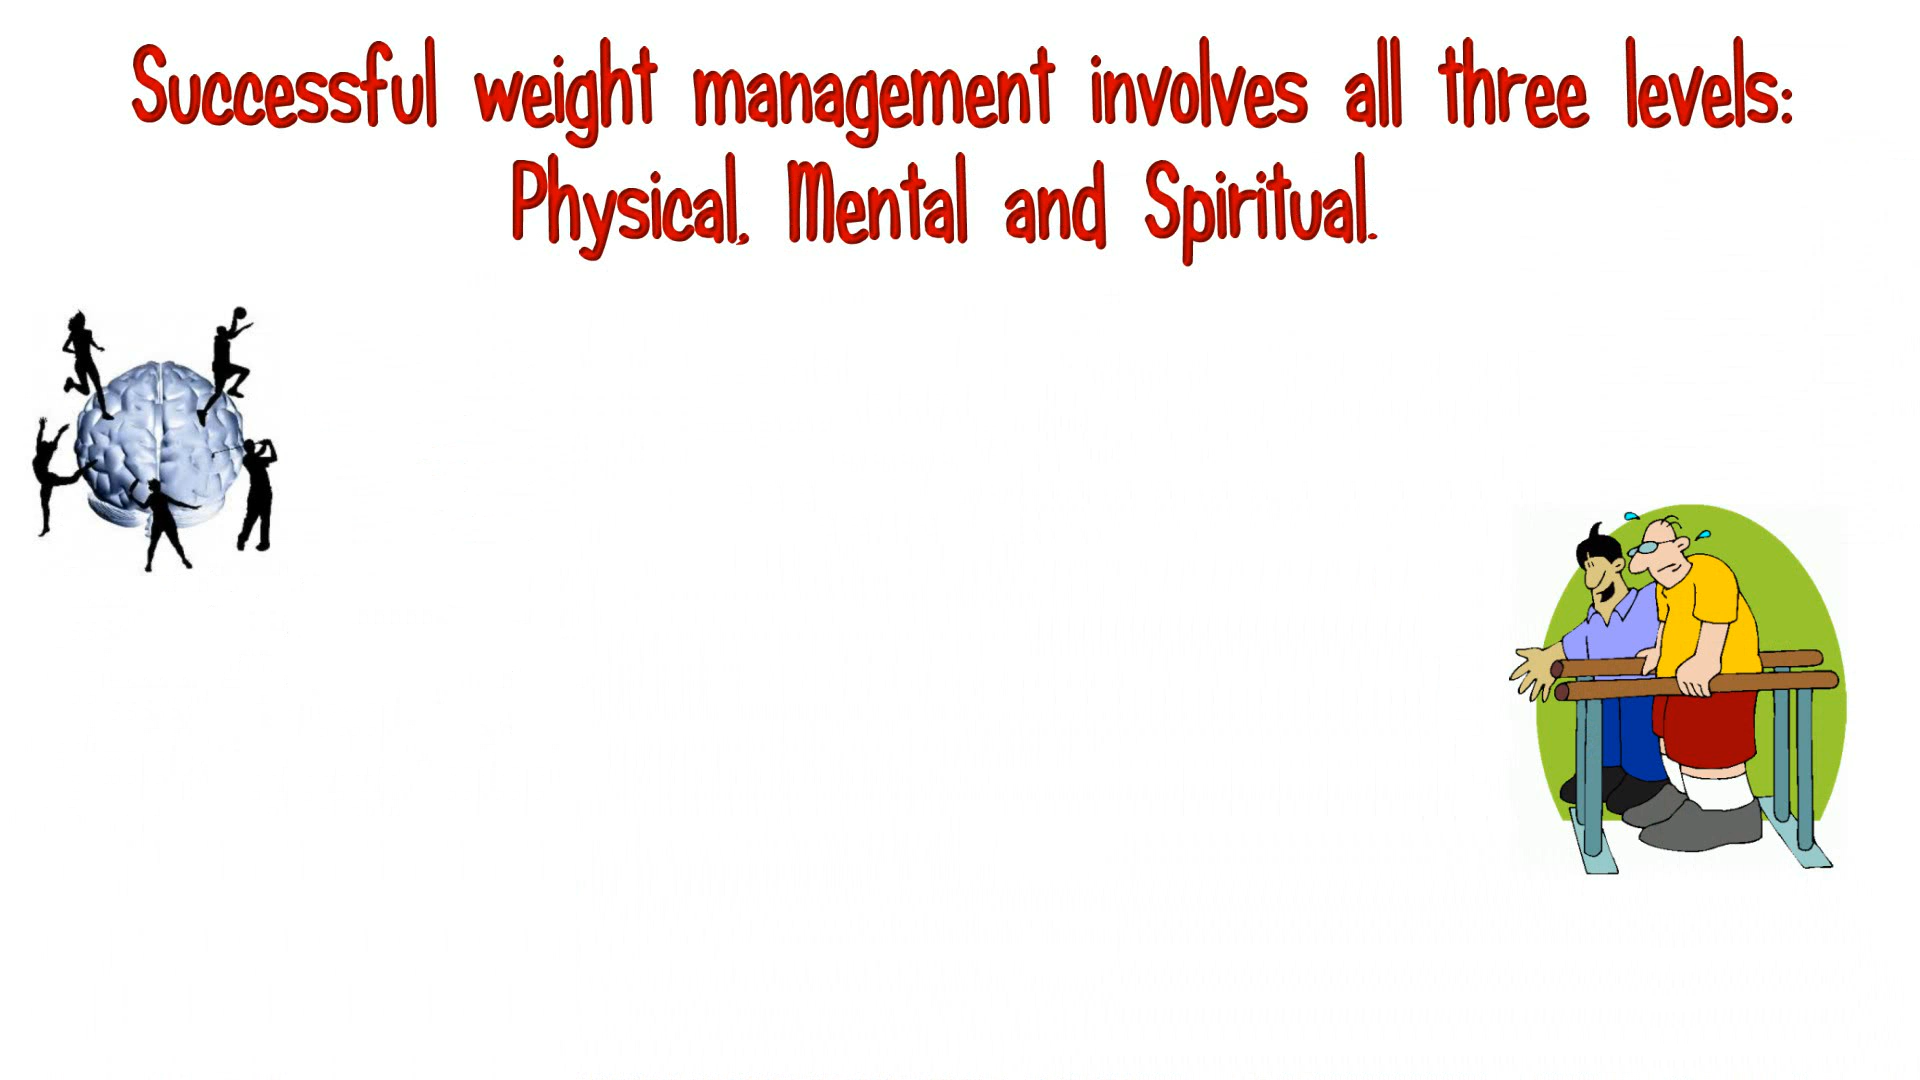 Successful weight management involves all three levels:
Physical, Mental and Spiritual.